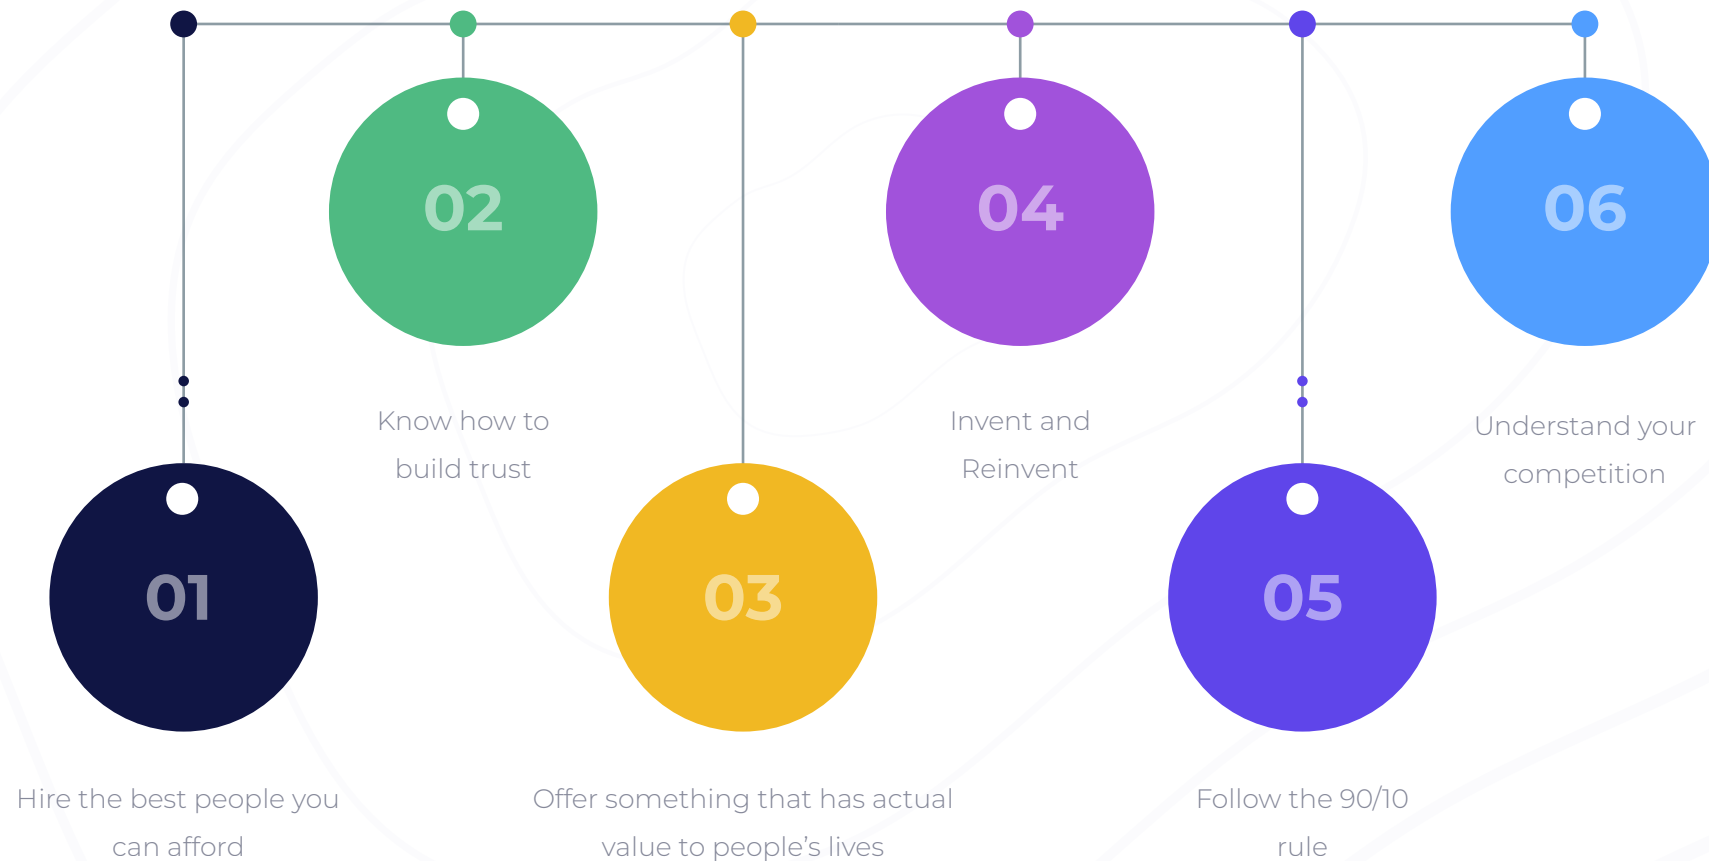 01
Hire the best people you
can afford
02
Know how to
build trust
03
Offer something that has actual
value to people’s lives
04
Invent and
Reinvent
05
Follow the 90/10
rule
06
Understand your
competition